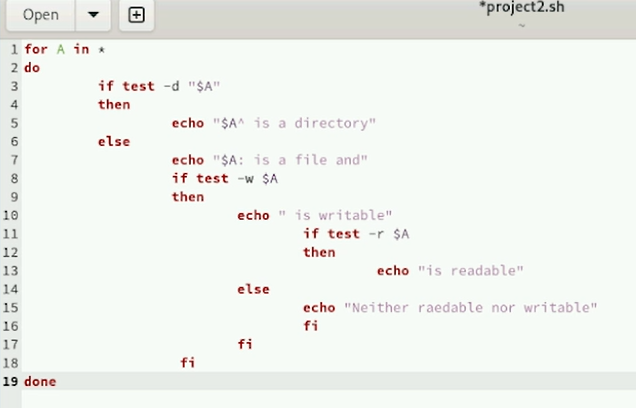 Open
*project2.sh
~
1 for A in *
2 do
3 if test -d "$A"
4 then
5 echo "$A^ is a directory"
6 else
7 echo "$A: is a file and"
8 if test -w $A
9 then
10 echo " is writable"
11 if test -r $A
12 then
13 echo "is readable"
14 else
15 echo "Neither raedable nor writable"
16 fi
17 fi
18 fi
19 done